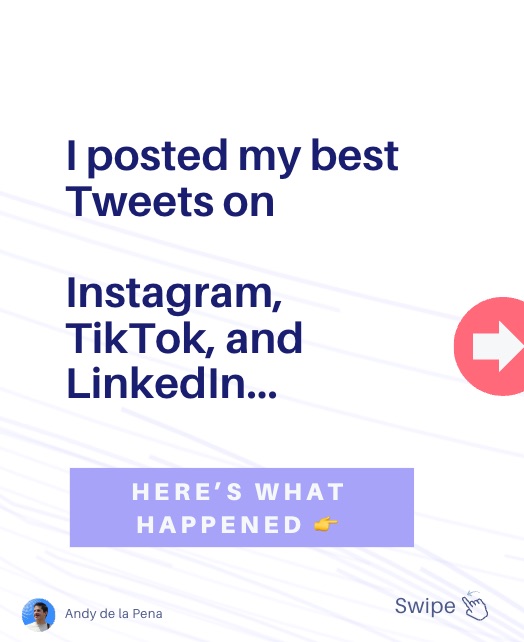 I posted my best
Tweets on
Instagram,
TikTok, and
LinkedIn...
HERE’S WHAT
HAPPENED 👉
Andy de la Pena
Swipe